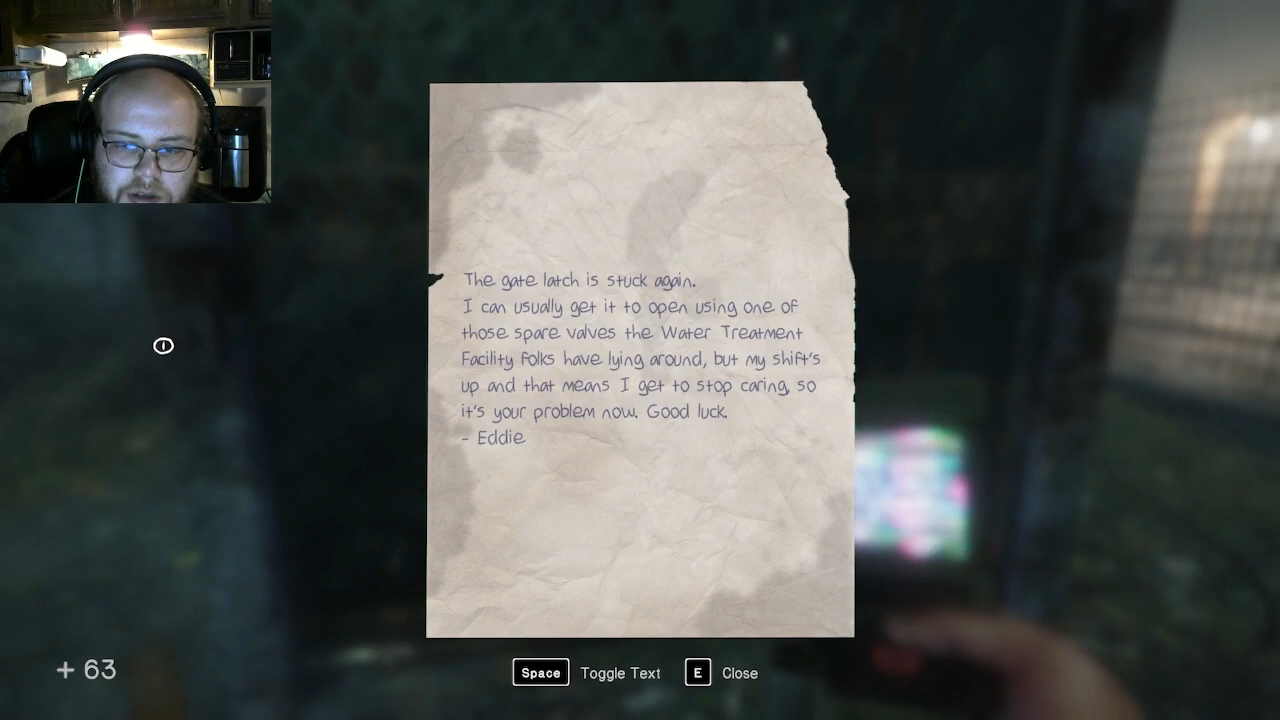 The gate latch is stuck again.
I can usually get it to open using one of
those spare valves the Water Treatment
Facility folks have lying around, but my shift's
up and that means I get to stop caring, so
it's your problem now. Good luck.
- Eddie
+ 63
Space Toggle Text E Close